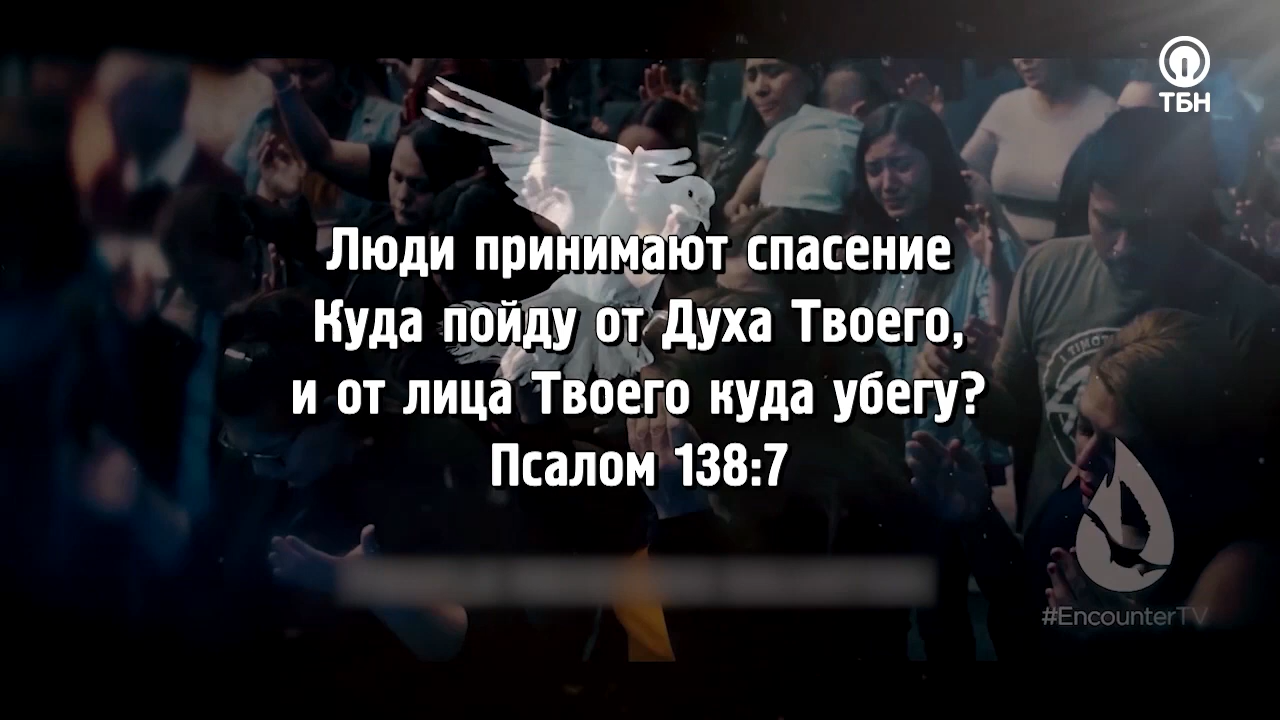 ТБН
Люди принимают спасение
Куда пойду от Духа Твоего,
и от лица Твоего куда убегу?
Псалом 138:7
#EncounterTV